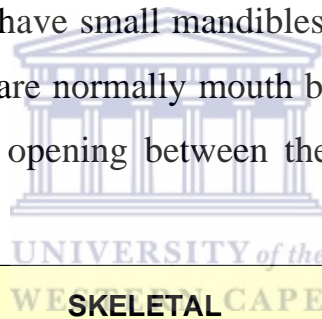 have small mandibles
are normally mouth b
opening between the
UNIVERSITY of the
WESTERN CAPE
SKELETAL